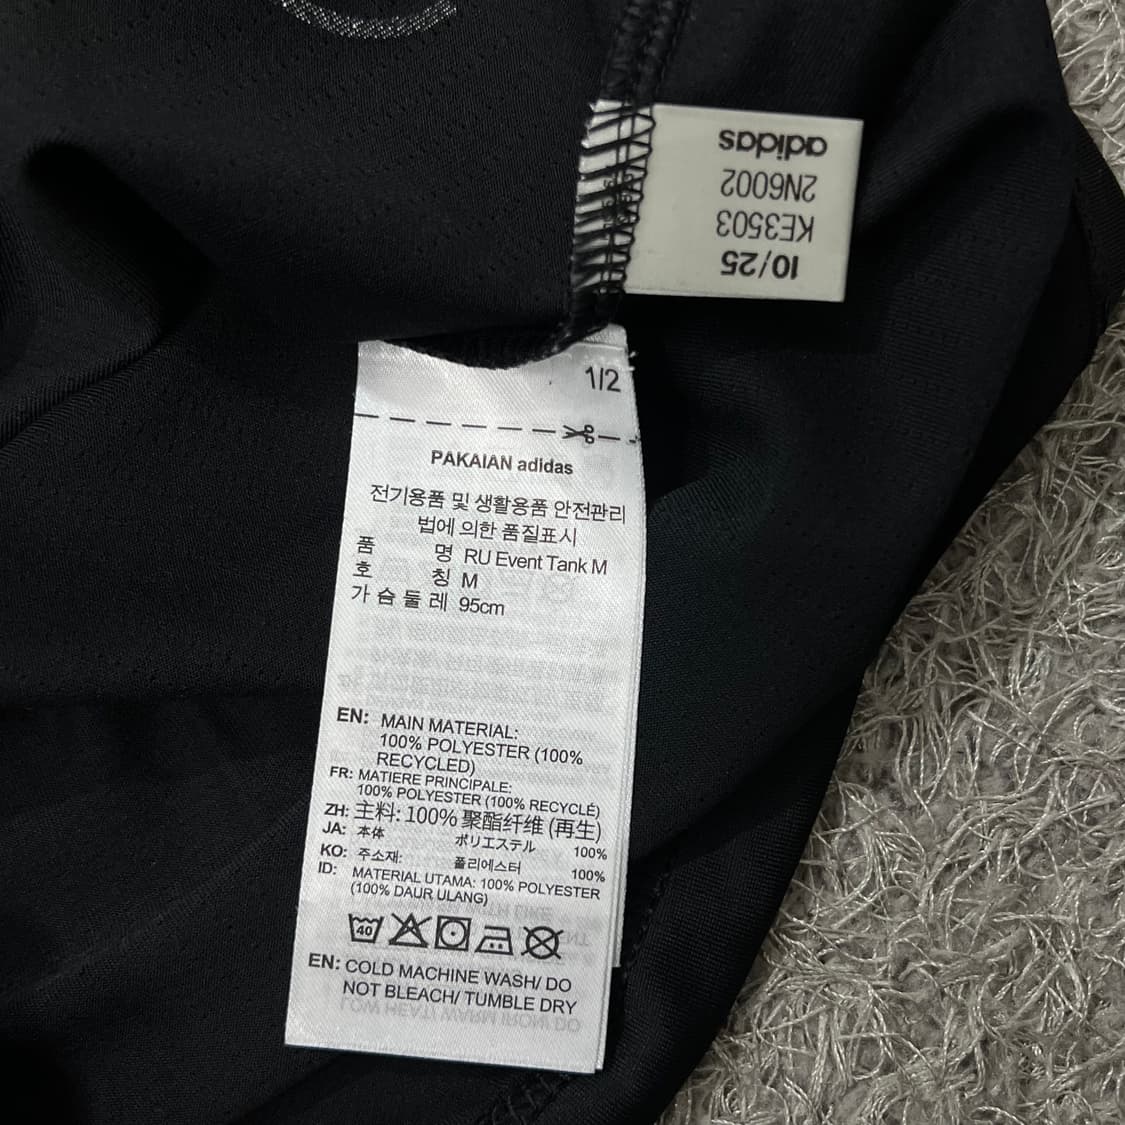 adidas
2N6002
KE3503
10/25
1/2
PAKAIAN adidas
전기용품 및 생활용품 안전관리
법에 의한 품질표시
품 명 RU Event Tank M
호 칭 M
가 슴 둘 레 95cm
EN: MAIN MATERIAL:
100% POLYESTER (100%
RECYCLED)
FR: MATIERE PRINCIPALE:
100% POLYESTER (100% RECYCLÉ)
ZH: 主料: 100% 聚酯纤维 (再生)
JA: 本体 ポリエステル 100%
KO: 주소재: 폴리에스터 100%
ID: MATERIAL UTAMA: 100% POLYESTER
(100% DAUR ULANG)
40
EN: COLD MACHINE WASH/ DO
NOT BLEACH/ TUMBLE DRY